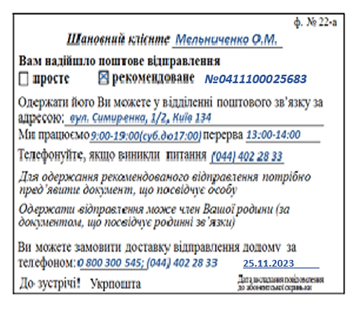 ф. № 22-а
Шановний клієнте Мельниченко О.М.
Вам надійшло поштове відправлення
просте рекомендоване №0411100025683
Одержати його Ви можете у відділенні поштового зв'язку за
адресою: вул. Симиренка, 1/2, Київ 134
Ми працюємо 9:00-19:00(суб.до17:00) перерва 13:00-14:00
Телефонуйте, якщо виникли питання (044) 402 28 33
Для одержання рекомендованого відправлення потрібно
пред'явити документ, що посвідчує особу
Одержати відправлення може член Вашої родини (за
документом, що посвідчує родинні зв'язки)
Ви можете замовити доставку відправлення додому за
телефоном: 0 800 300 545; (044) 402 28 33 25.11.2023
До зустрічі! Укрпошта
Дата вкладання повідомлення
до абонентської скриньки